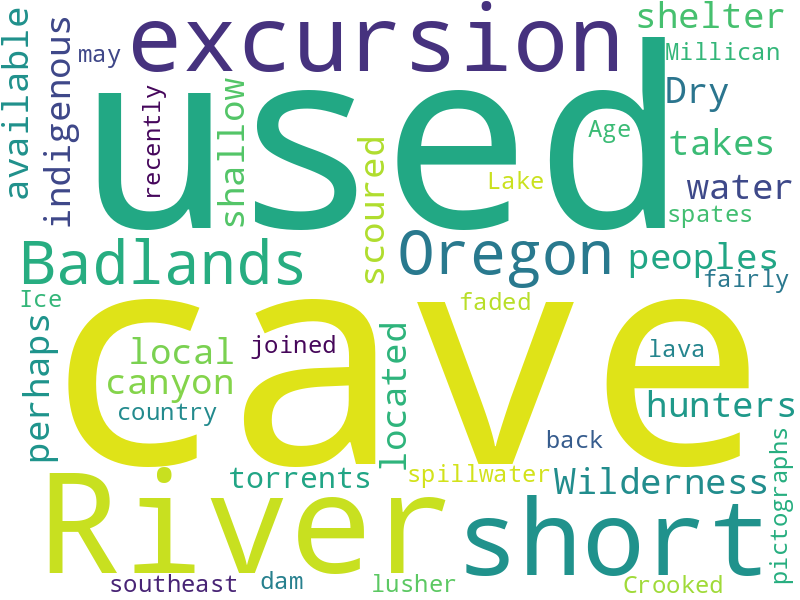 excursion
shelter
may
Millican
available
indigenous
recently
shallow
used
Dry
Age
takes
scoured
Lake
water
spates
Badlands
Oregon
peoples
fairly
Ice
cave
faded
perhaps
local
joined
located
lava
canyon
country
hunters
back
pictographs
torrents
spillwater
Wilderness
River
short
southeast
dam
lusher
Crooked